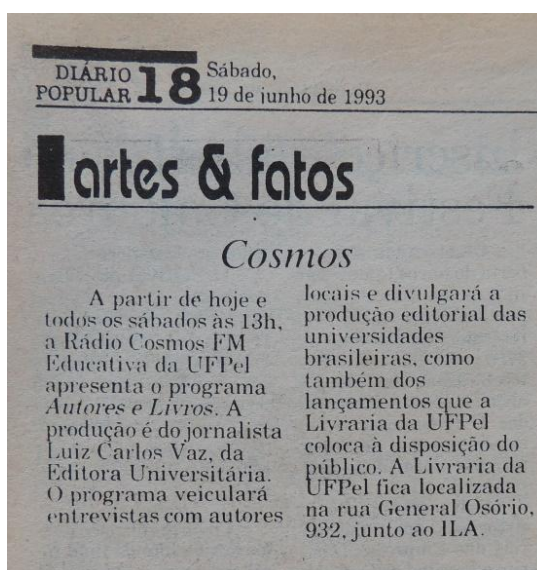 DIÁRIO
POPULAR
18
Sábado,
19 de junho de 1993
artes & fatos
Cosmos
A partir de hoje e
todos os sábados às 13h,
a Rádio Cosmos FM
Educativa da UFPel
apresenta o programa
Autores e Livros. A
produção é do jornalista
Luiz Carlos Vaz, da
Editora Universitária.
O programa veiculará
entrevistas com autores
locais e divulgará a
produção editorial das
universidades
brasileiras, como
também dos
lançamentos que a
Livraria da UFPel
coloca à disposição do
público. A Livraria da
UFPel fica localizada
na rua General Osório,
932, junto ao ILA.